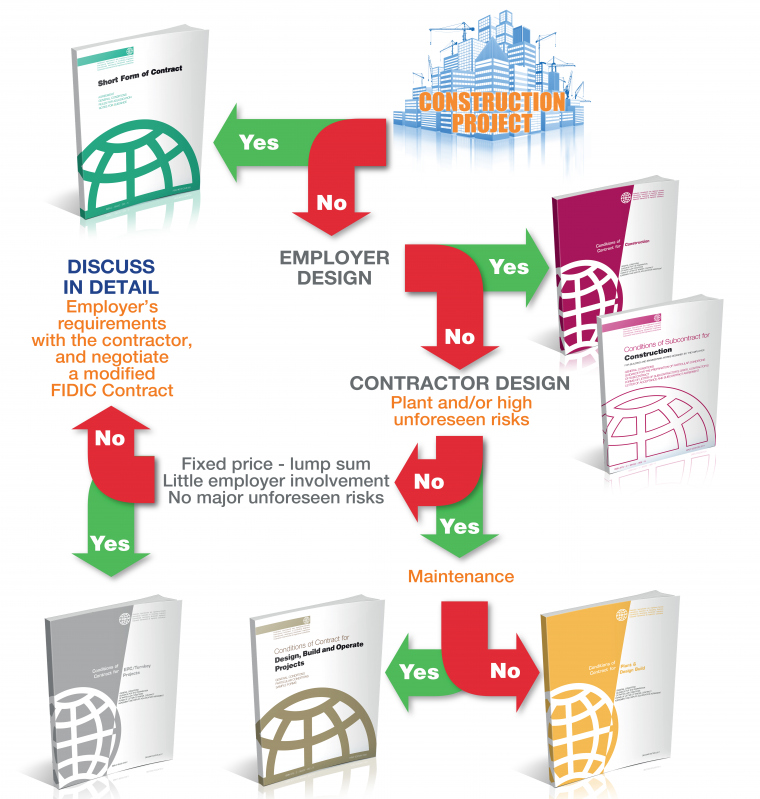 CONSTRUCTION
PROJECT
Short Form of Contract
Yes
No
EMPLOYER
DESIGN
Yes
Conditions of
Contract for Construction
No
Conditions of Subcontract for
Construction
DISCUSS
IN DETAIL
Employer's
requirements
with the contractor,
and negotiate
a modified
FIDIC Contract
CONTRACTOR DESIGN
Plant and/or high
unforeseen risks
No
Fixed price - lump sum
Little employer involvement
No major unforeseen risks
No
Yes
Yes
Maintenance
Yes
No
Conditions of
Contract for EPC/Turnkey
Projects
Conditions of Contract for
Design, Build and Operate
Projects
GENERAL CONDITIONS
Conditions of
Contract for Plant &
Design Build